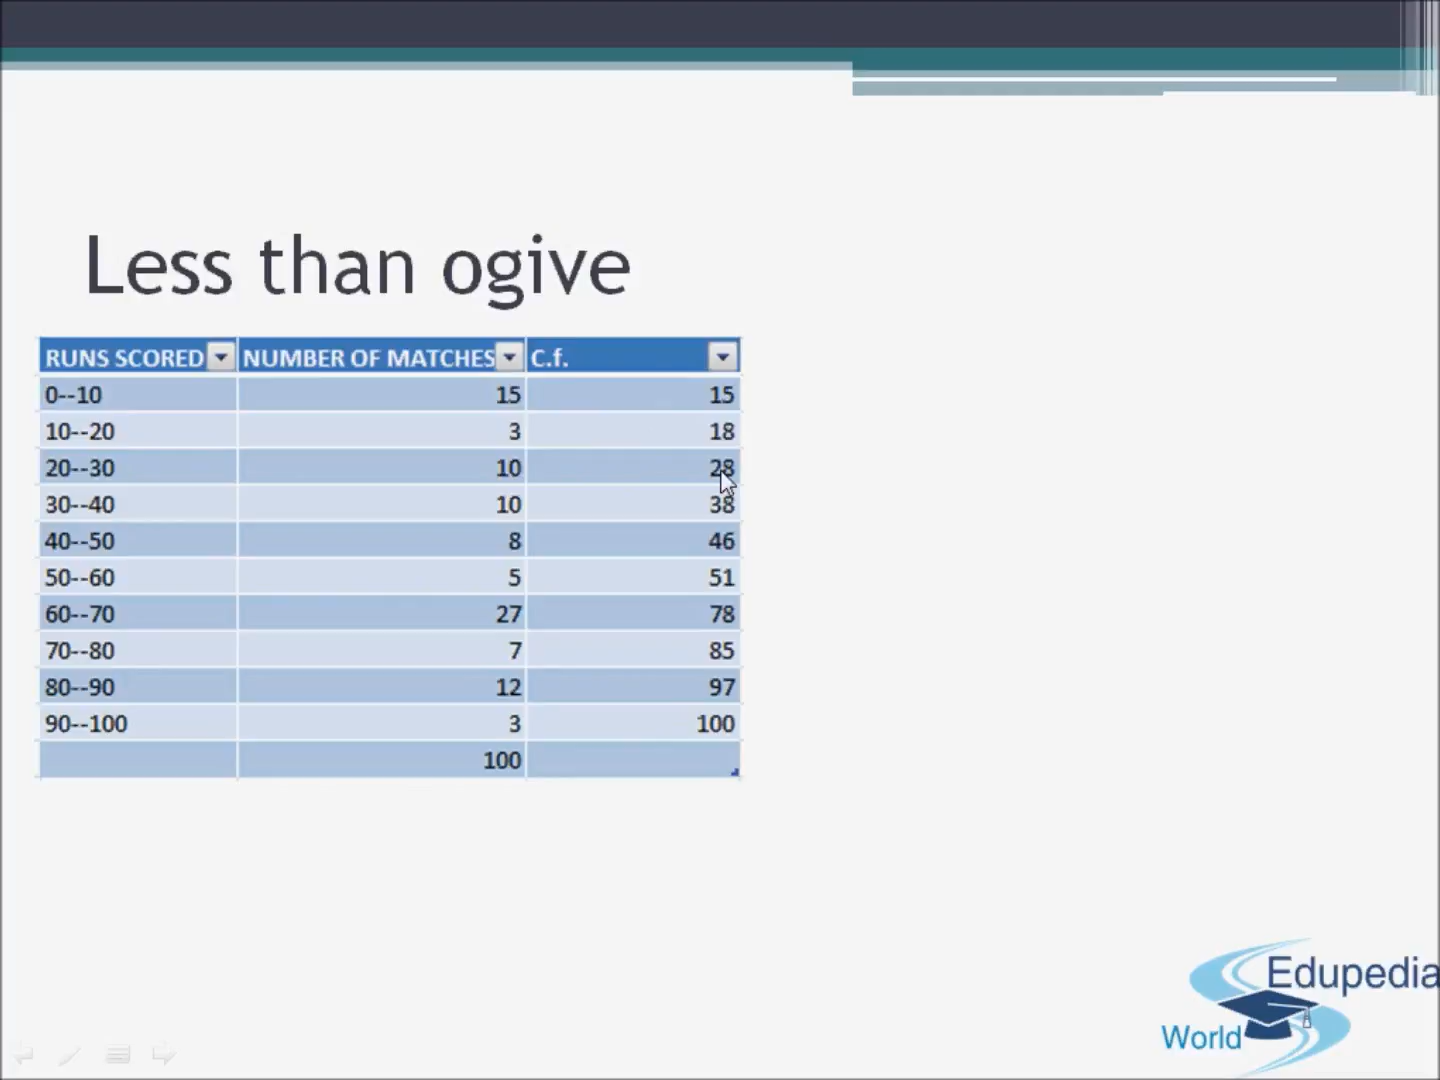 Less than ogive
RUNS SCORED NUMBER OF MATCHES C.f.
0--10 15 15
10--20 3 18
20--30 10 28
30--40 10 38
40--50 8 46
50--60 5 51
60--70 27 78
70--80 7 85
80--90 12 97
90--100 3 100
100
Edupedia
World